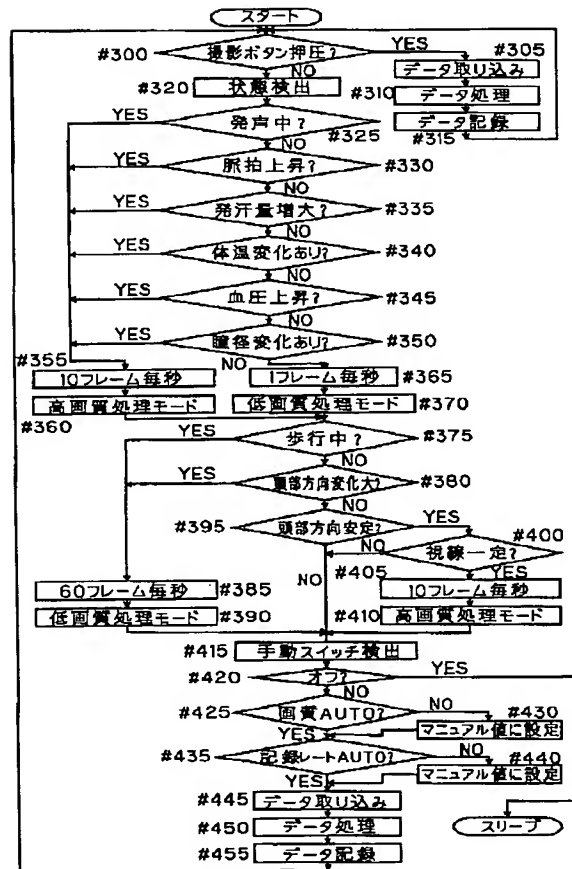 スタート
#300 撮影ボタン押圧? YES #305
NO データ取り込み
#320 状態検出 #310 データ処理
YES 発声中? #325 データ記録
NO #315
YES 脈拍上昇? #330
NO
YES 発汗量増大? #335
NO
YES 体温変化あり? #340
NO
YES 血圧上昇? #345
NO
YES 瞳径変化あり? #350
#355 NO
10フレーム毎秒 1フレーム毎秒 #365
高画質処理モード 低画質処理モード #370
#360
YES 歩行中? #375
NO
YES 頭部方向変化大? #380
NO
#395 頭部方向安定? YES #400
NO 視線一定?
NO #405 YES
60フレーム毎秒 #385 10フレーム毎秒
低画質処理モード #390 #410 高画質処理モード
#415 手動スイッチ検出
#420 オフ? YES
NO
#425 画質AUTO? NO #430
YES マニュアル値に設定
#435 記録レートAUTO? NO #440
YES マニュアル値に設定
#445 データ取り込み
#450 データ処理 スリープ
#455 データ記録